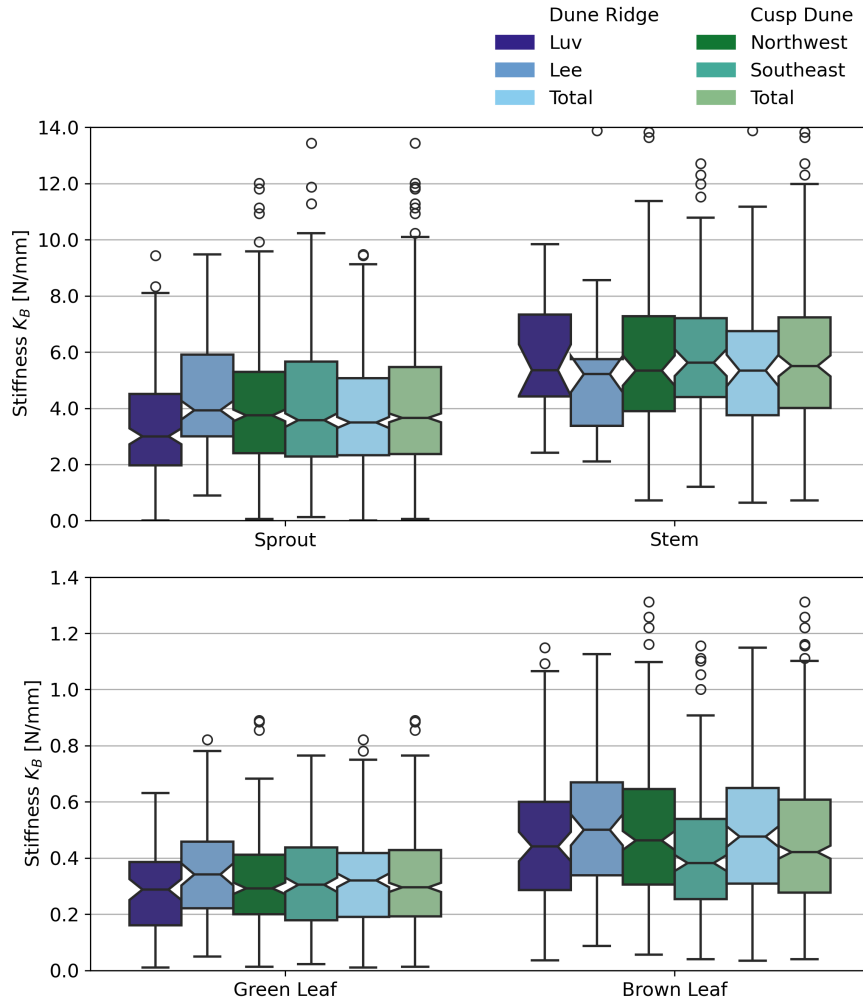 Dune Ridge
Luv
Lee
Total
Cusp Dune
Northwest
Southeast
Total
Stiffness K_B [N/mm]
14.0
12.0
10.0
8.0
6.0
4.0
2.0
0.0
Sprout
Stem
Stiffness K_B [N/mm]
1.4
1.2
1.0
0.8
0.6
0.4
0.2
0.0
Green Leaf
Brown Leaf